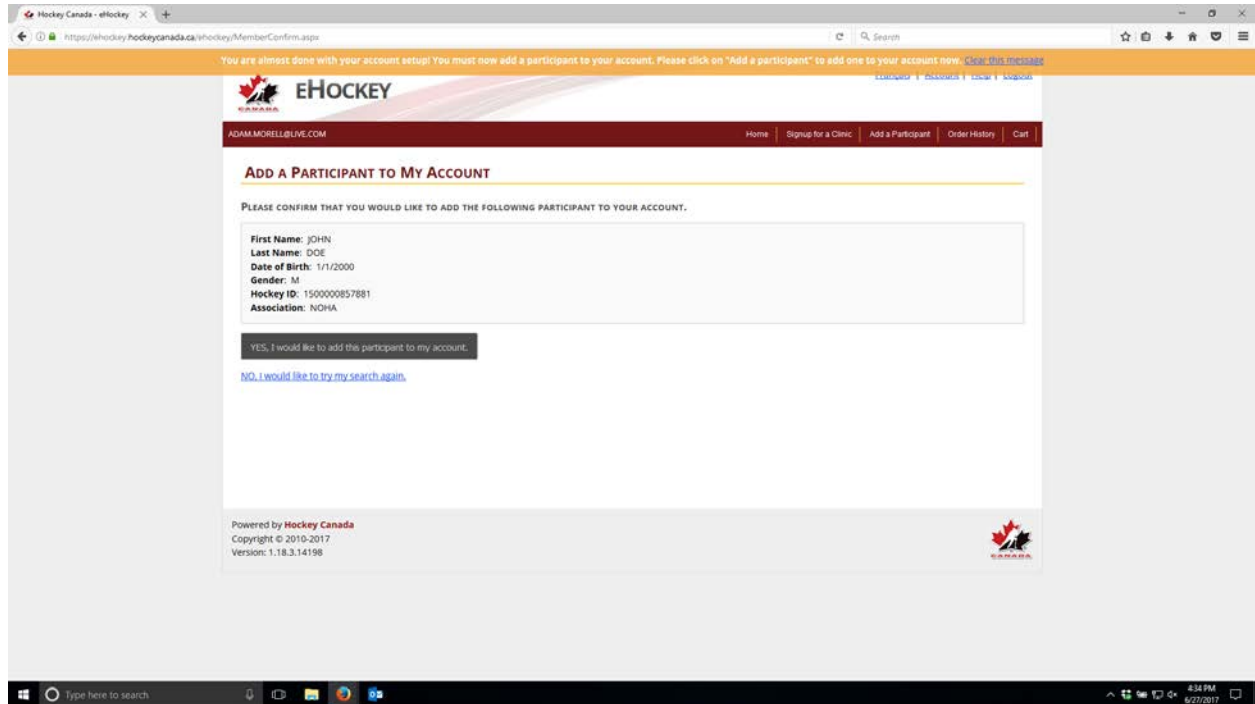 Hockey Canada - eHockey
https://ehockey.hockeycanada.ca/ehockey/MemberConfirm.aspx
Search
You are almost done with your account setup! You must now add a participant to your account. Please click on "Add a participant" to add one to your account now. Clear this message
Français | Account | Help | Logout
CANADA
EHOCKEY
ADAM.MORELL@LIVE.COM
Home | Signup for a Clinic | Add a Participant | Order History | Cart |
ADD A PARTICIPANT TO MY ACCOUNT
PLEASE CONFIRM THAT YOU WOULD LIKE TO ADD THE FOLLOWING PARTICIPANT TO YOUR ACCOUNT.
First Name: JOHN
Last Name: DOE
Date of Birth: 1/1/2000
Gender: M
Hockey ID: 1500000857881
Association: NOHA
YES, I would like to add this participant to my account.
NO, I would like to try my search again.
Powered by Hockey Canada
Copyright © 2010-2017
Version: 1.18.3.14198
CANADA
Type here to search
4:34 PM
6/27/2017